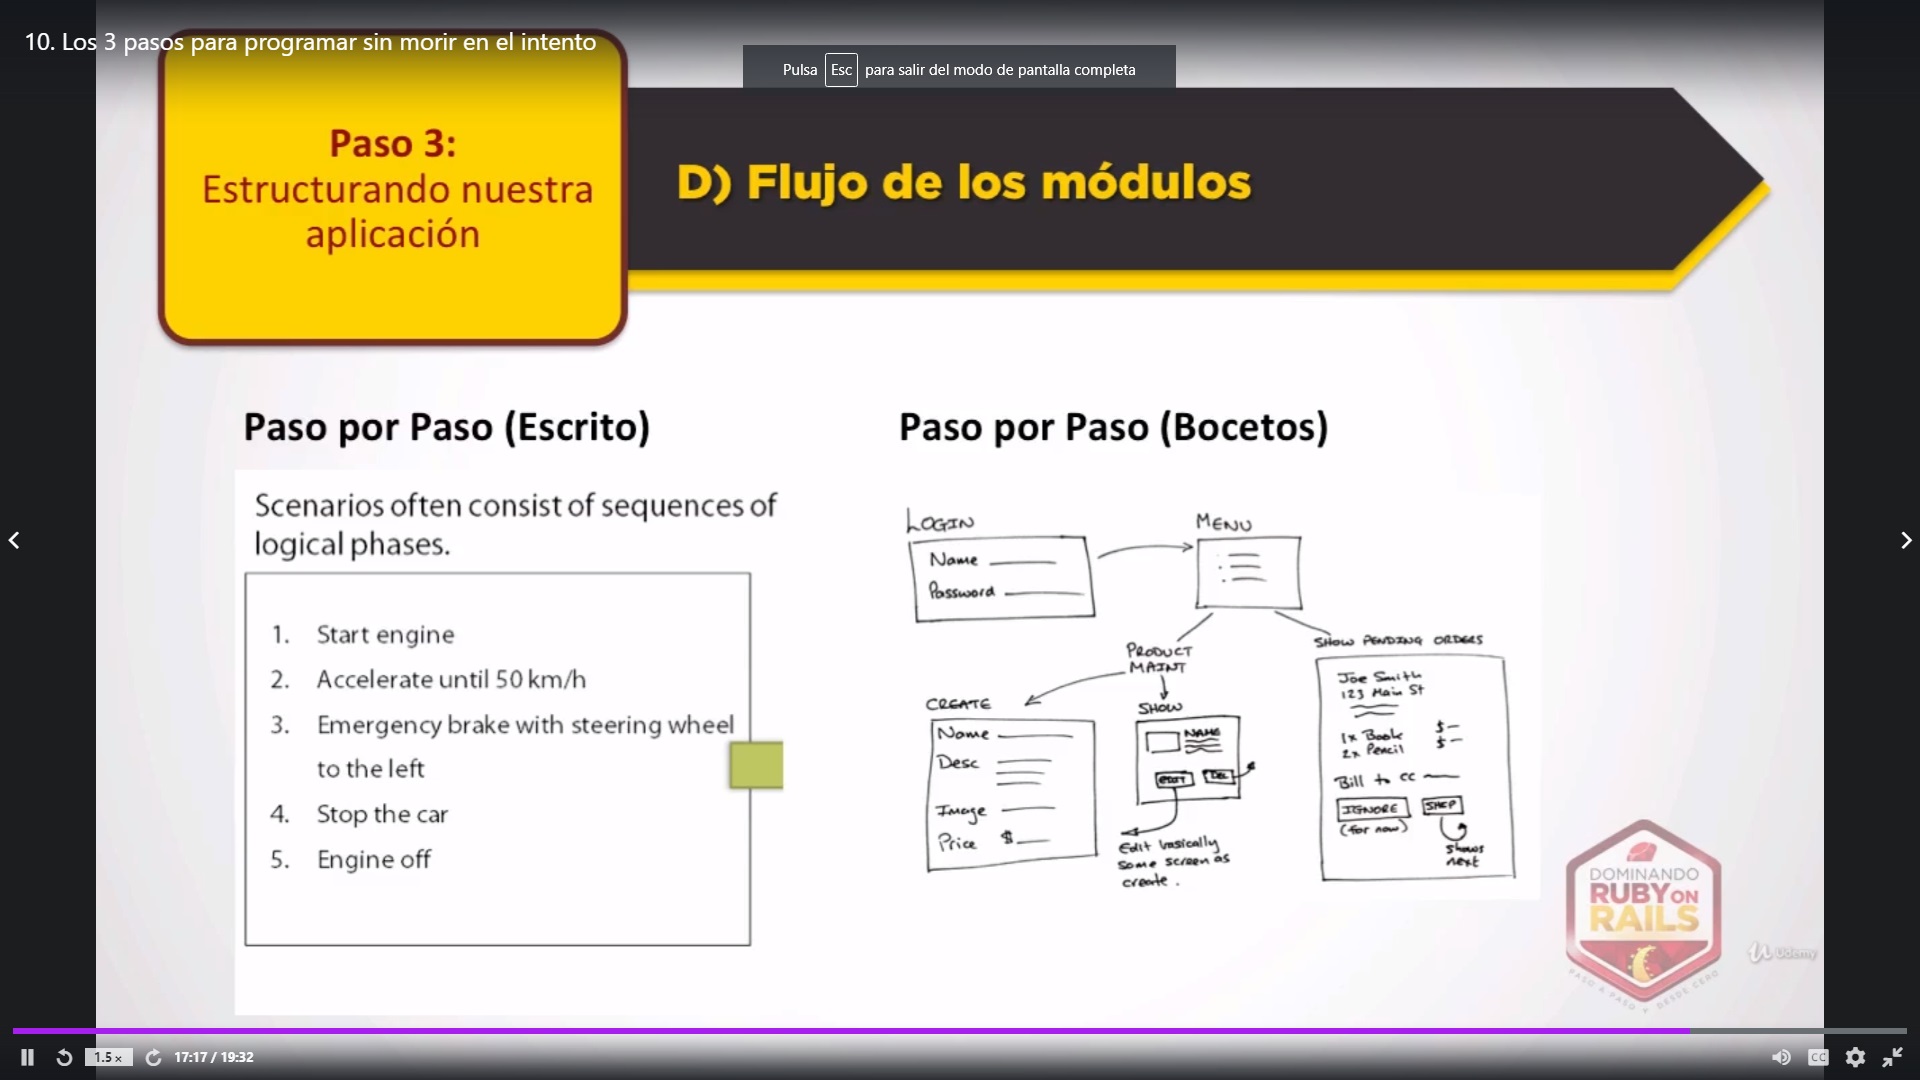 10. Los 3 pasos para programar sin morir en el intento
Pulsa Esc para salir del modo de pantalla completa
Paso 3:
Estructurando nuestra
aplicación
D) Flujo de los módulos
Paso por Paso (Escrito)
Scenarios often consist of sequences of
logical phases.
1. Start engine
2. Accelerate until 50 km/h
3. Emergency brake with steering wheel
to the left
4. Stop the car
5. Engine off
Paso por Paso (Bocetos)
LOGIN
Name
Password
MENU
PRODUCT
MAINT
CREATE
Name
Desc
Image
Price $
SHOW
NAME
EDIT DEL
Edit basically
some screen as
create.
SHOW PENDING ORDERS
Joe Smith
123 Main St
1x Book $
2x Pencil $
Bill to cc
IGNORE SHIP
(for now)
shows
next
DOMINANDO
RUBY ON
RAILS
PASO A PASO Y DESDE CERO
Udemy
1.5x
17:17 / 19:32
CC